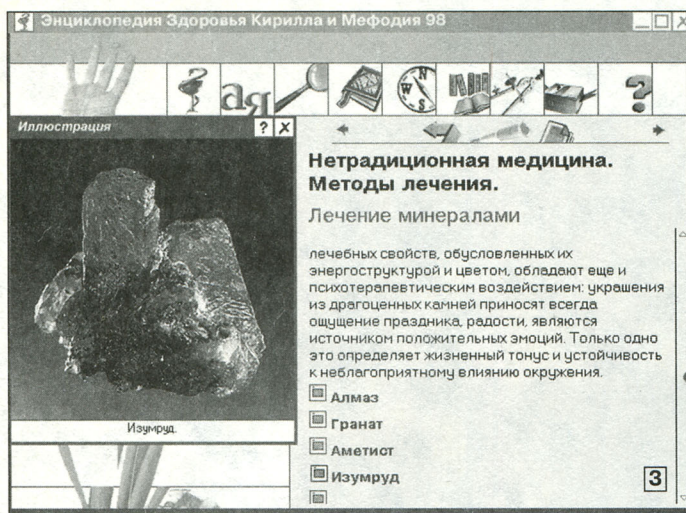 Энциклопедия Здоровья Кирилла и Мефодия 98
ая
N
W
S
?
Иллюстрация
? X
Нетрадиционная медицина.
Методы лечения.
Лечение минералами
лечебных свойств, обусловленных их
энергоструктурой и цветом, обладают еще и
психотерапевтическим воздействием: украшения
из драгоценных камней приносят всегда
ощущение праздника, радости, являются
источником положительных эмоций. Только одно
это определяет жизненный тонус и устойчивость
к неблагоприятному влиянию окружения.
Алмаз
Гранат
Аметист
Изумруд
Изумруд.
3